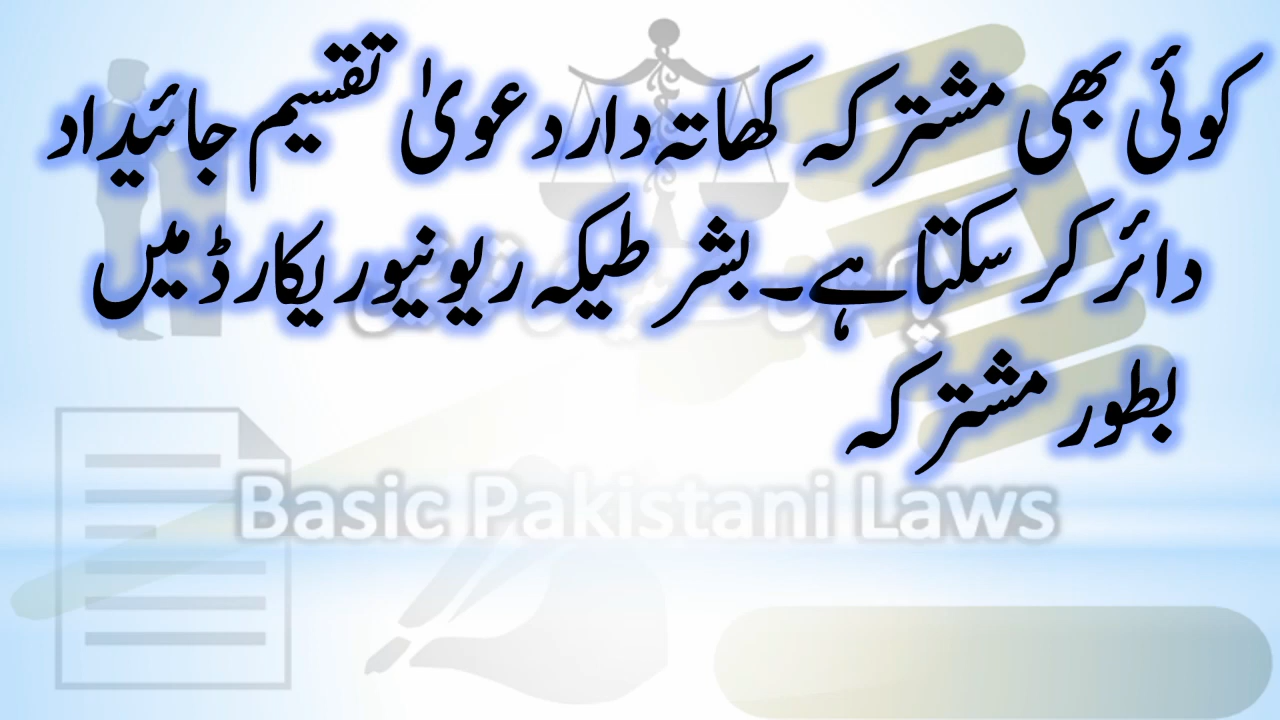 کوئی بھی مشترکہ کھاتہ دار دعویٰ تقسیم جائیداد
دائر کر سکتا ہے۔ بشرطیکہ ریونیو ریکارڈ میں
بطور مشترکہ
Basic Pakistani Laws